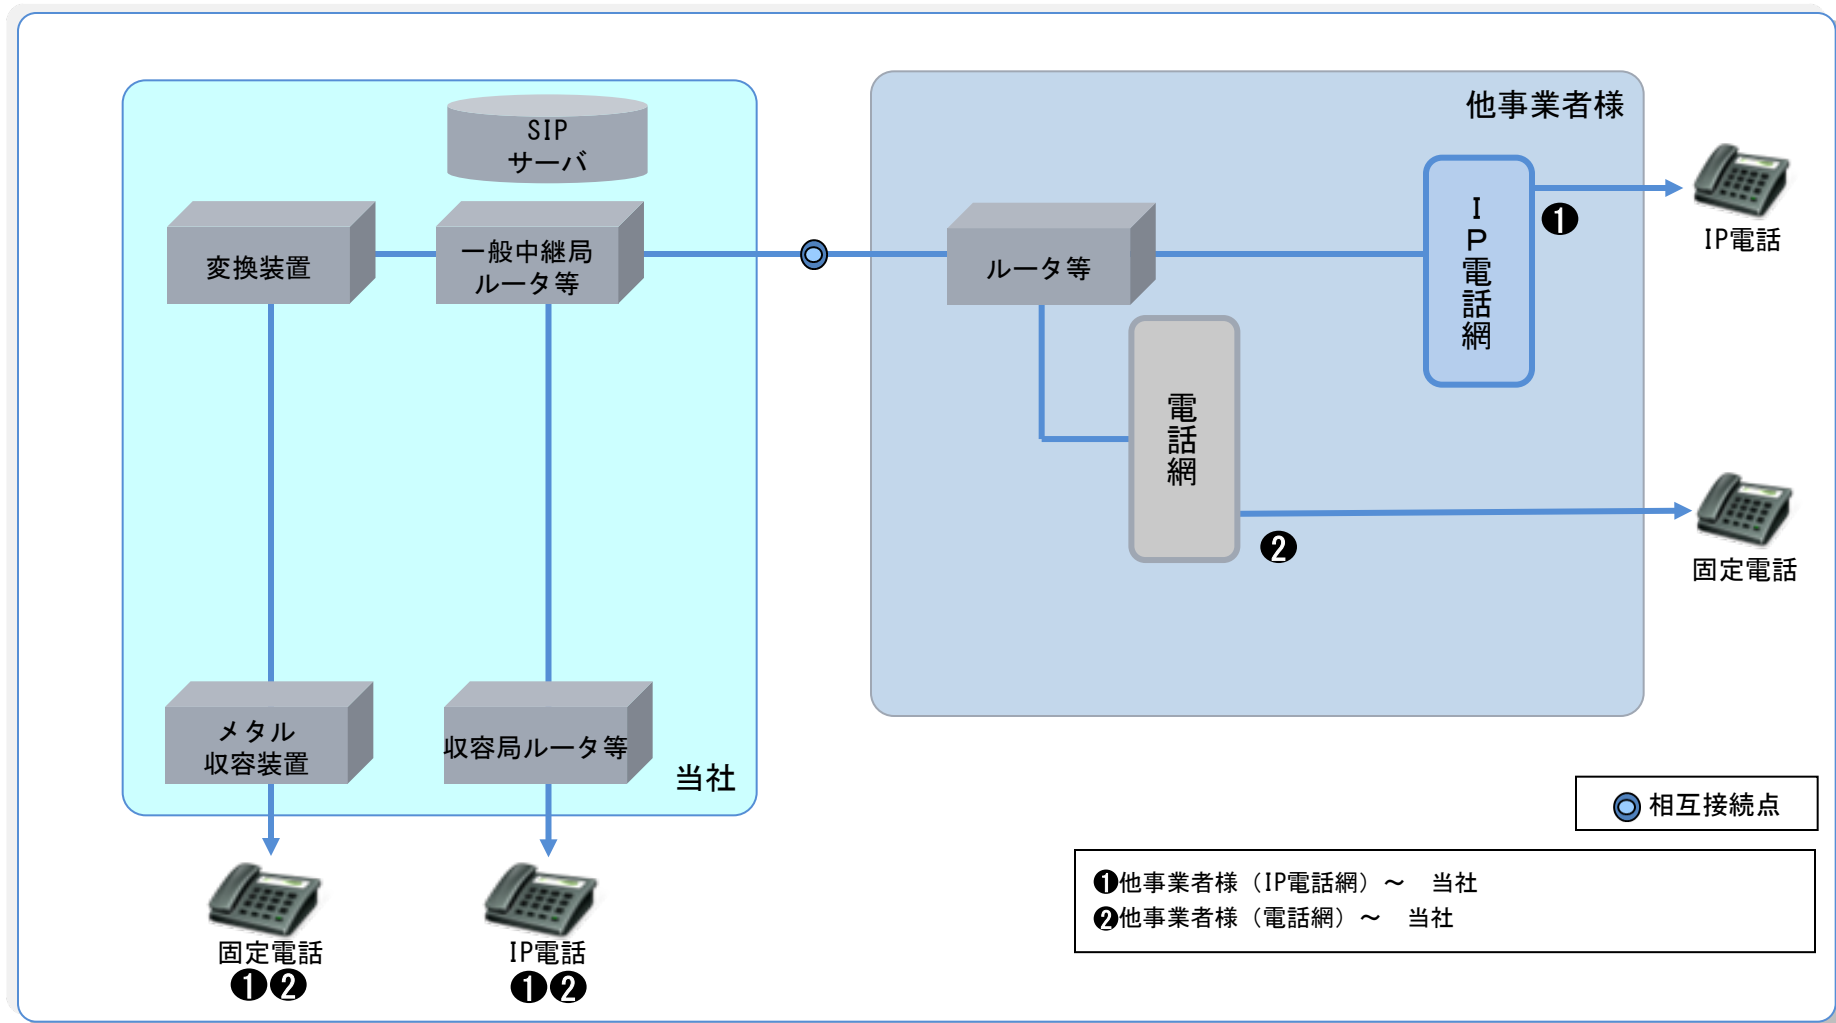 SIP
サーバ
変換装置
一般中継局
ルータ等
メタル
収容装置
収容局ルータ等
当社
固定電話
❶❷
IP電話
❶❷
他事業者様
ルータ等
IP電話網
❶
IP電話
電話網
❷
固定電話
相互接続点
❶他事業者様（IP電話網）～　当社
❷他事業者様（電話網）～　当社